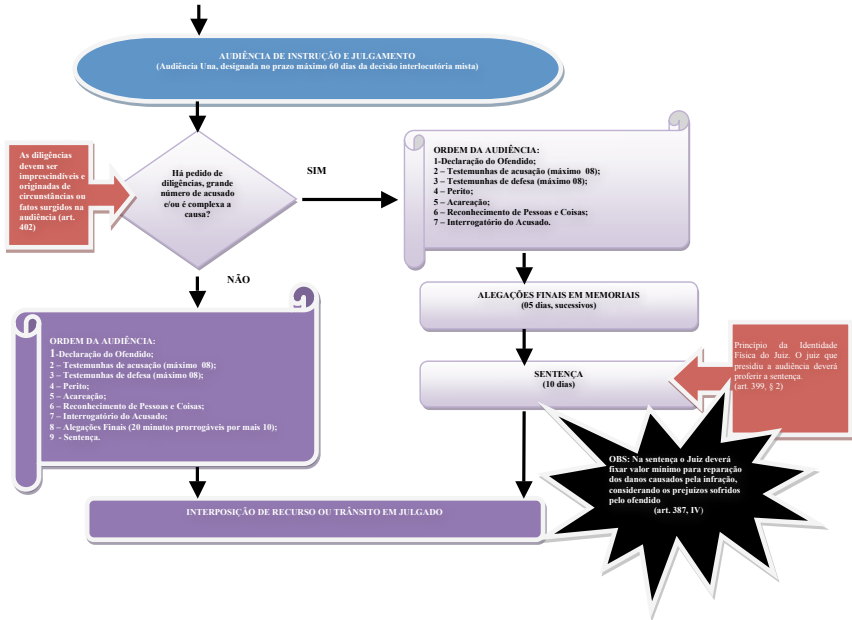 AUDIÊNCIA DE INSTRUÇÃO E JULGAMENTO
(Audiência Una, designada no prazo máximo 60 dias da decisão interlocutória mista)
As diligências
devem ser
imprescindíveis e
originadas de
circunstâncias ou
fatos surgidos na
audiência (art.
402)
Há pedido de
diligências, grande
número de acusado
e/ou é complexa a
causa?
SIM
ORDEM DA AUDIÊNCIA:
1-Declaração do Ofendido;
2 – Testemunhas de acusação (máximo 08);
3 – Testemunhas de defesa (máximo 08);
4 – Perito;
5 – Acareação;
6 – Reconhecimento de Pessoas e Coisas;
7 – Interrogatório do Acusado.
NÃO
ALEGAÇÕES FINAIS EM MEMORIAIS
(05 dias, sucessivos)
ORDEM DA AUDIÊNCIA:
1-Declaração do Ofendido;
2 – Testemunhas de acusação (máximo 08);
3 – Testemunhas de defesa (máximo 08);
4 – Perito;
5 – Acareação;
6 – Reconhecimento de Pessoas e Coisas;
7 – Interrogatório do Acusado;
8 – Alegações Finais (20 minutos prorrogáveis por mais 10);
9 - Sentença.
SENTENÇA
(10 dias)
Princípio da Identidade
Física do Juiz. O juiz que
presidiu a audiência deverá
proferir a sentença.
(art. 399, § 2)
OBS: Na sentença o Juiz deverá
fixar valor mínimo para reparação
dos danos causados pela infração,
considerando os prejuízos sofridos
pelo ofendido
(art. 387, IV)
INTERPOSIÇÃO DE RECURSO OU TRÂNSITO EM JULGADO